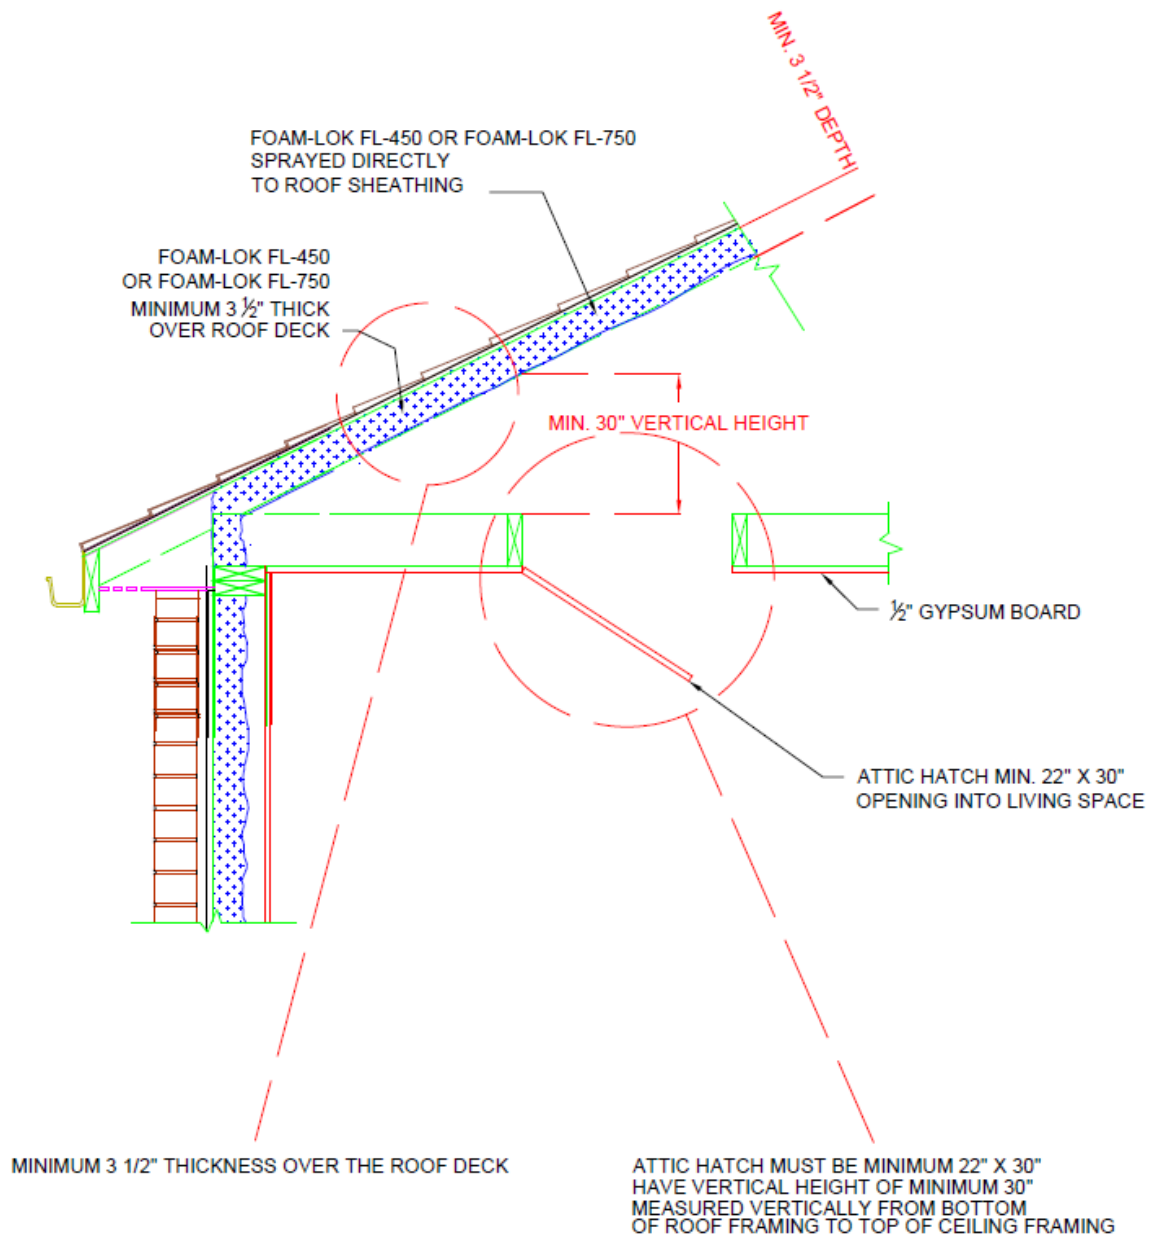 MIN. 3 1/2" DEPTH
FOAM-LOK FL-450 OR FOAM-LOK FL-750
SPRAYED DIRECTLY
TO ROOF SHEATHING
FOAM-LOK FL-450
OR FOAM-LOK FL-750
MINIMUM 3 ½" THICK
OVER ROOF DECK
MIN. 30" VERTICAL HEIGHT
½" GYPSUM BOARD
ATTIC HATCH MIN. 22" X 30"
OPENING INTO LIVING SPACE
MINIMUM 3 1/2" THICKNESS OVER THE ROOF DECK
ATTIC HATCH MUST BE MINIMUM 22" X 30"
HAVE VERTICAL HEIGHT OF MINIMUM 30"
MEASURED VERTICALLY FROM BOTTOM
OF ROOF FRAMING TO TOP OF CEILING FRAMING